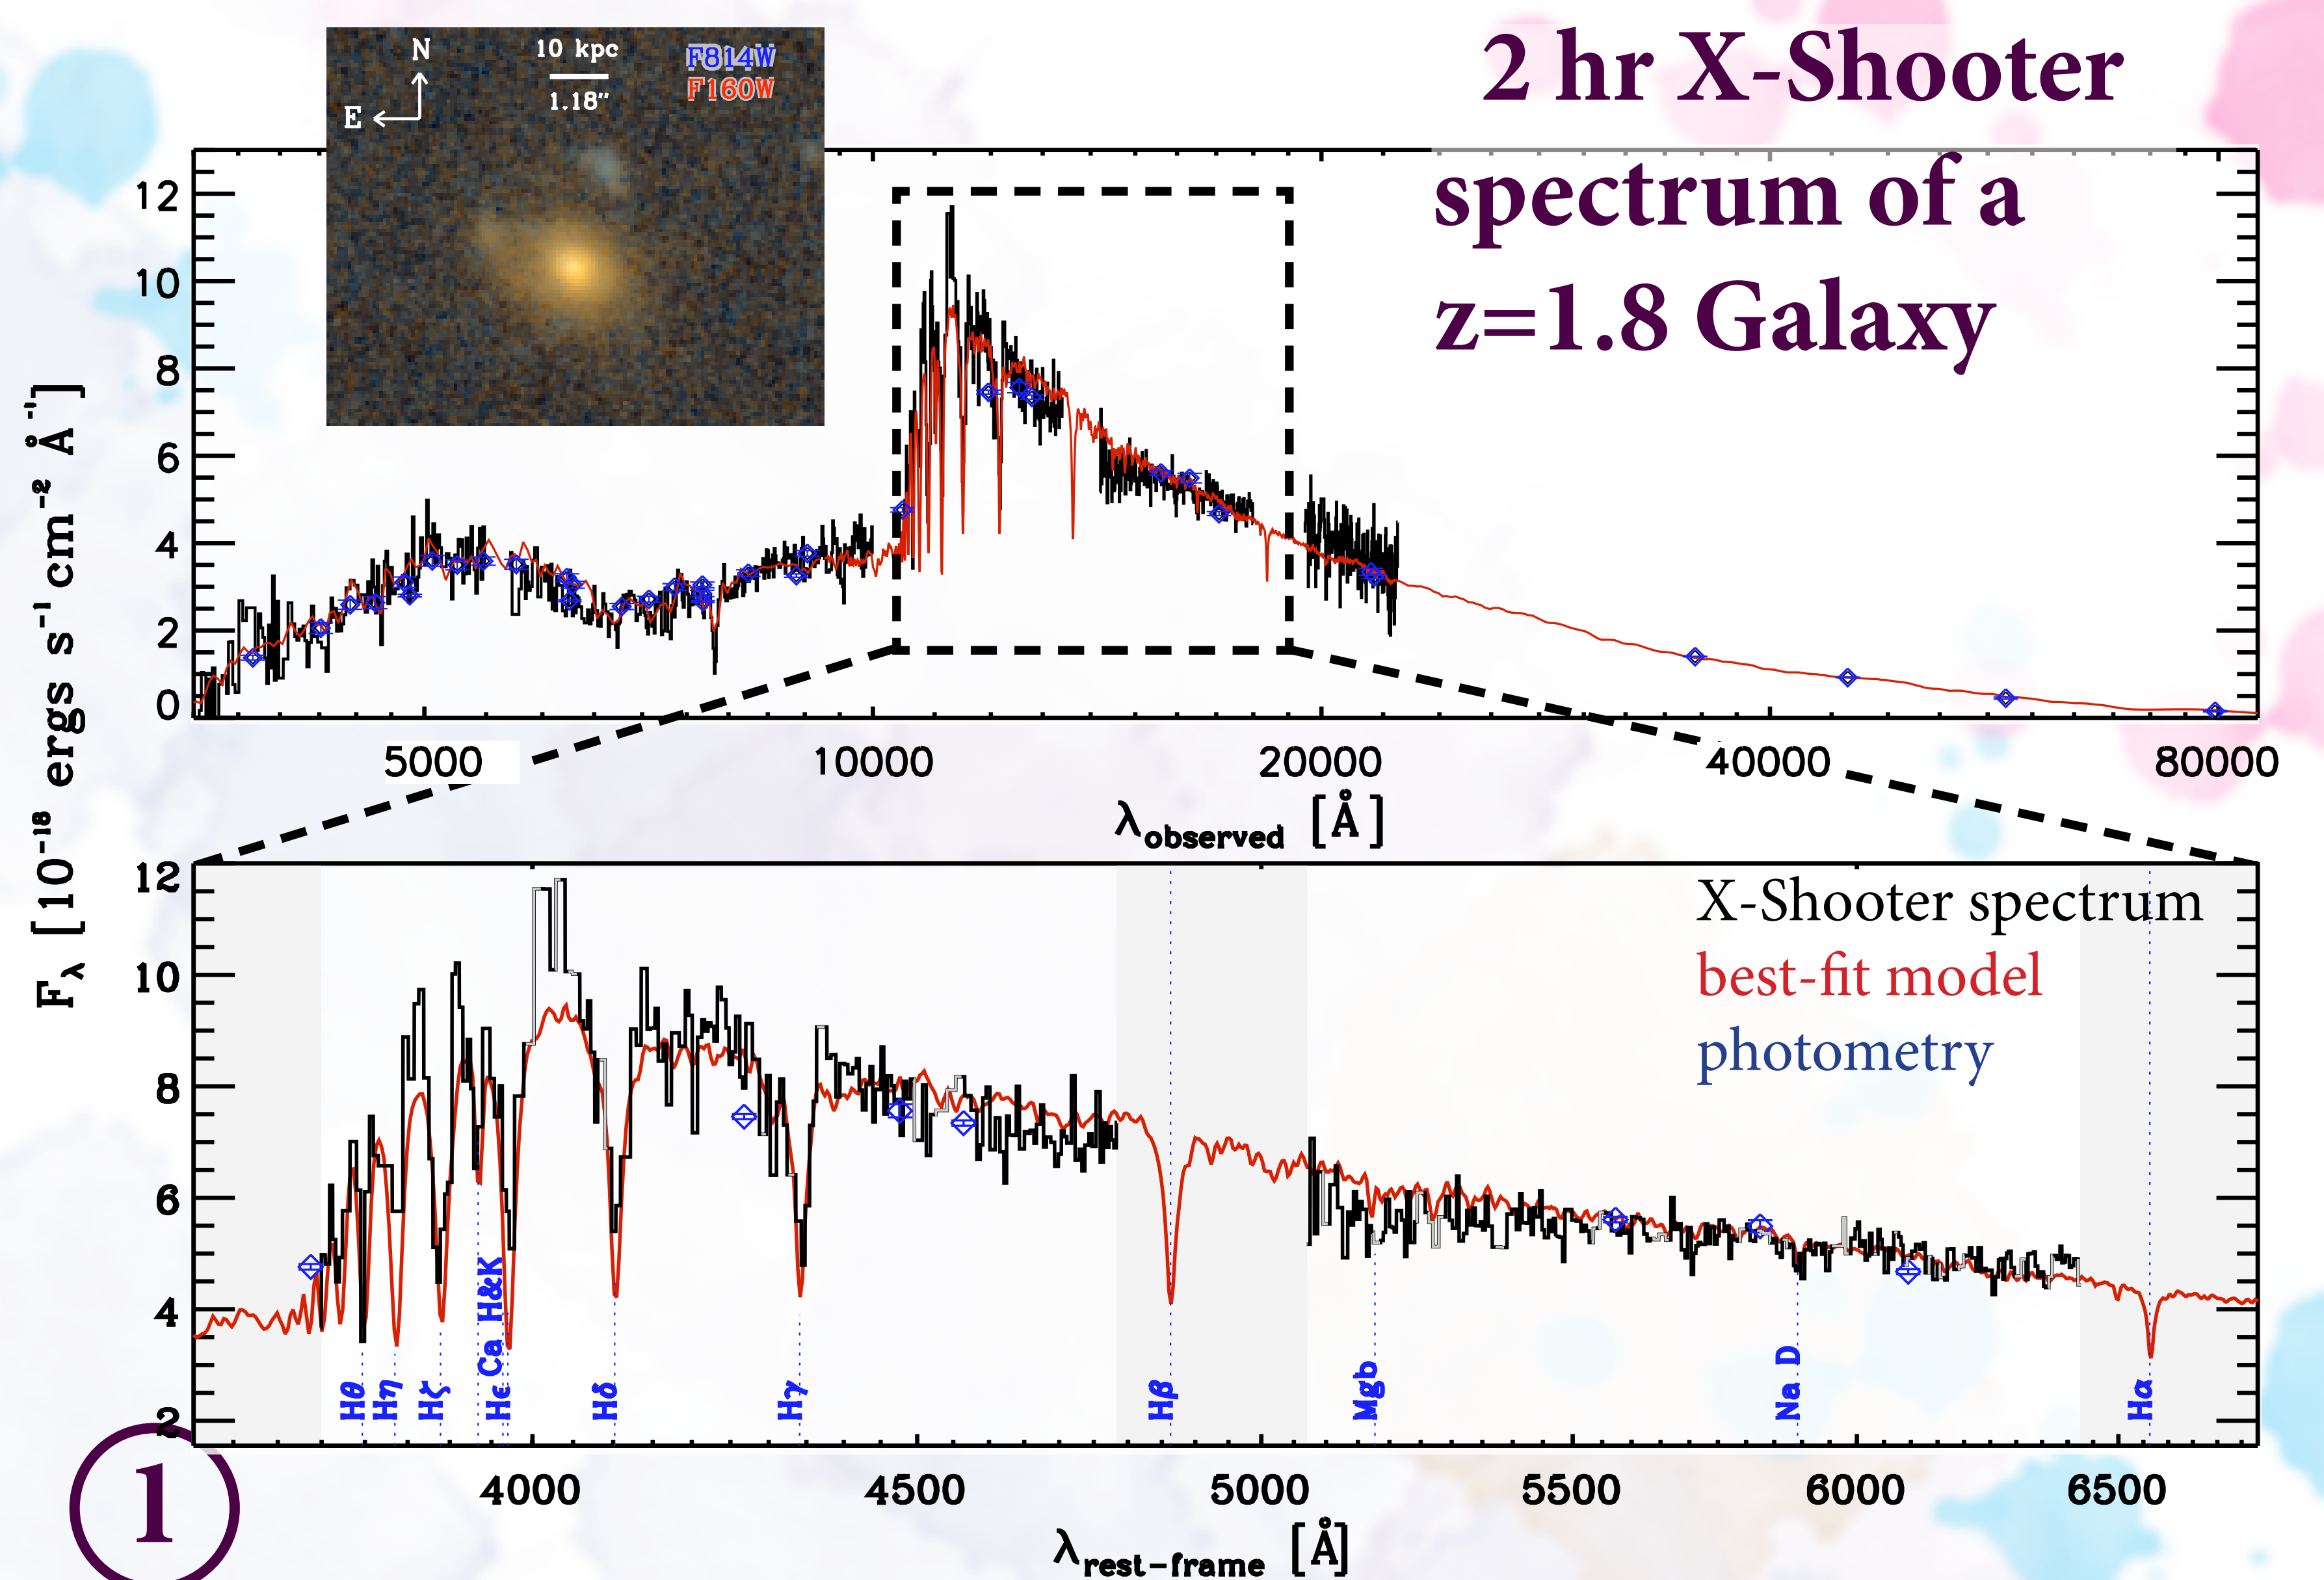 2 hr X-Shooter
spectrum of a
z=1.8 Galaxy
N
E
10 kpc
1.18"
F814W
F160W
12
10
8
6
4
2
0
5000 10000 20000 40000 80000
λobserved [Å]
Fλ [10⁻¹⁸ ergs s⁻¹ cm⁻² Å⁻¹]
12
10
8
6
4
2
X-Shooter spectrum
best-fit model
photometry
Hθ
Hη
Hζ
Ca H&K
Hϵ
Hδ
Hγ
Hβ
Mgb
Na D
Hα
4000 4500 5000 5500 6000 6500
λrest-frame [Å]
1